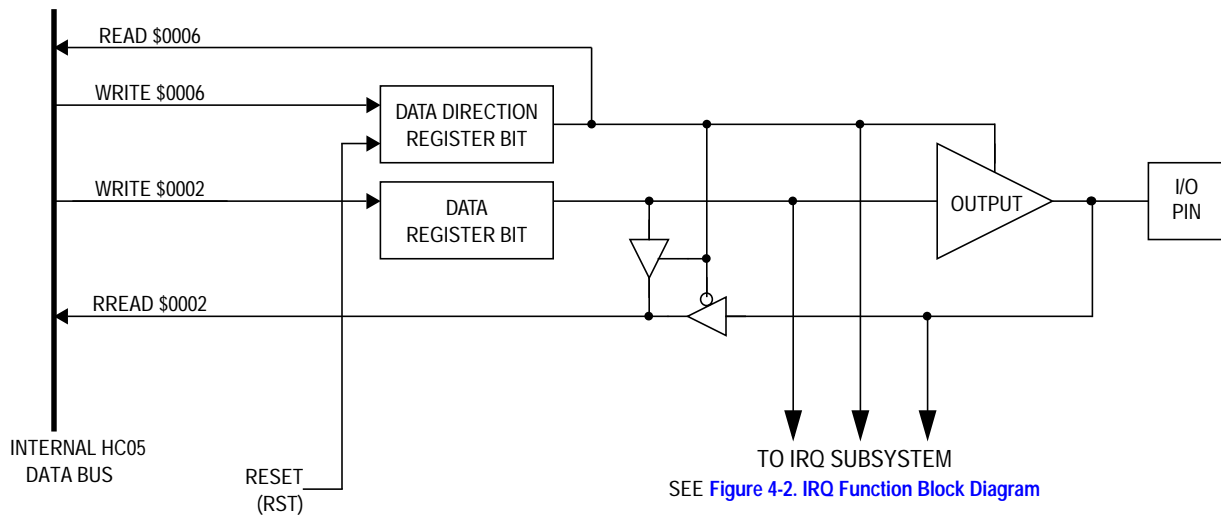 READ $0006
WRITE $0006
DATA DIRECTION
REGISTER BIT
WRITE $0002
DATA
REGISTER BIT
OUTPUT
I/O
PIN
RREAD $0002
INTERNAL HC05
DATA BUS
RESET
(RST)
TO IRQ SUBSYSTEM
SEE Figure 4-2. IRQ Function Block Diagram